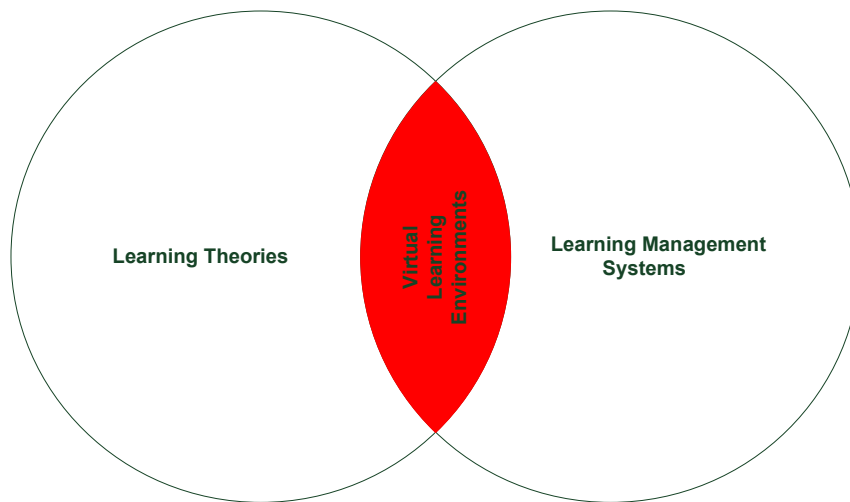 Learning Theories
Virtual
Learning
Environments
Learning Management
Systems